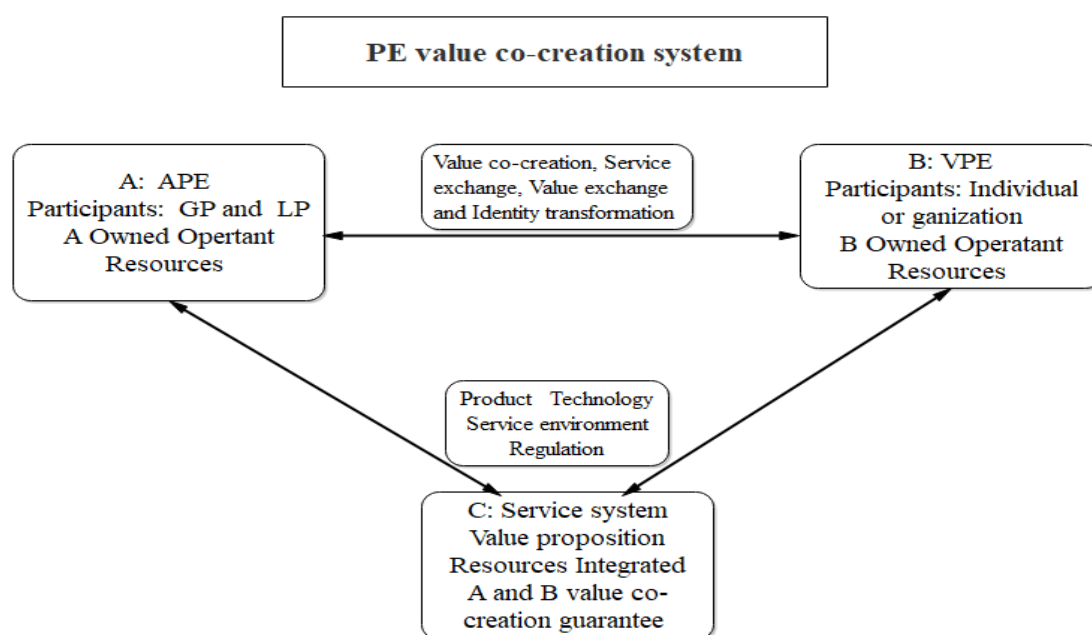 PE value co-creation system
A: APE
Participants: GP and LP
A Owned Opertant
Resources
Value co-creation, Service
exchange, Value exchange
and Identity transformation
B: VPE
Participants: Individual
or ganization
B Owned Operatant
Resources
Product Technology
Service environment
Regulation
C: Service system
Value proposition
Resources Integrated
A and B value co-
creation guarantee